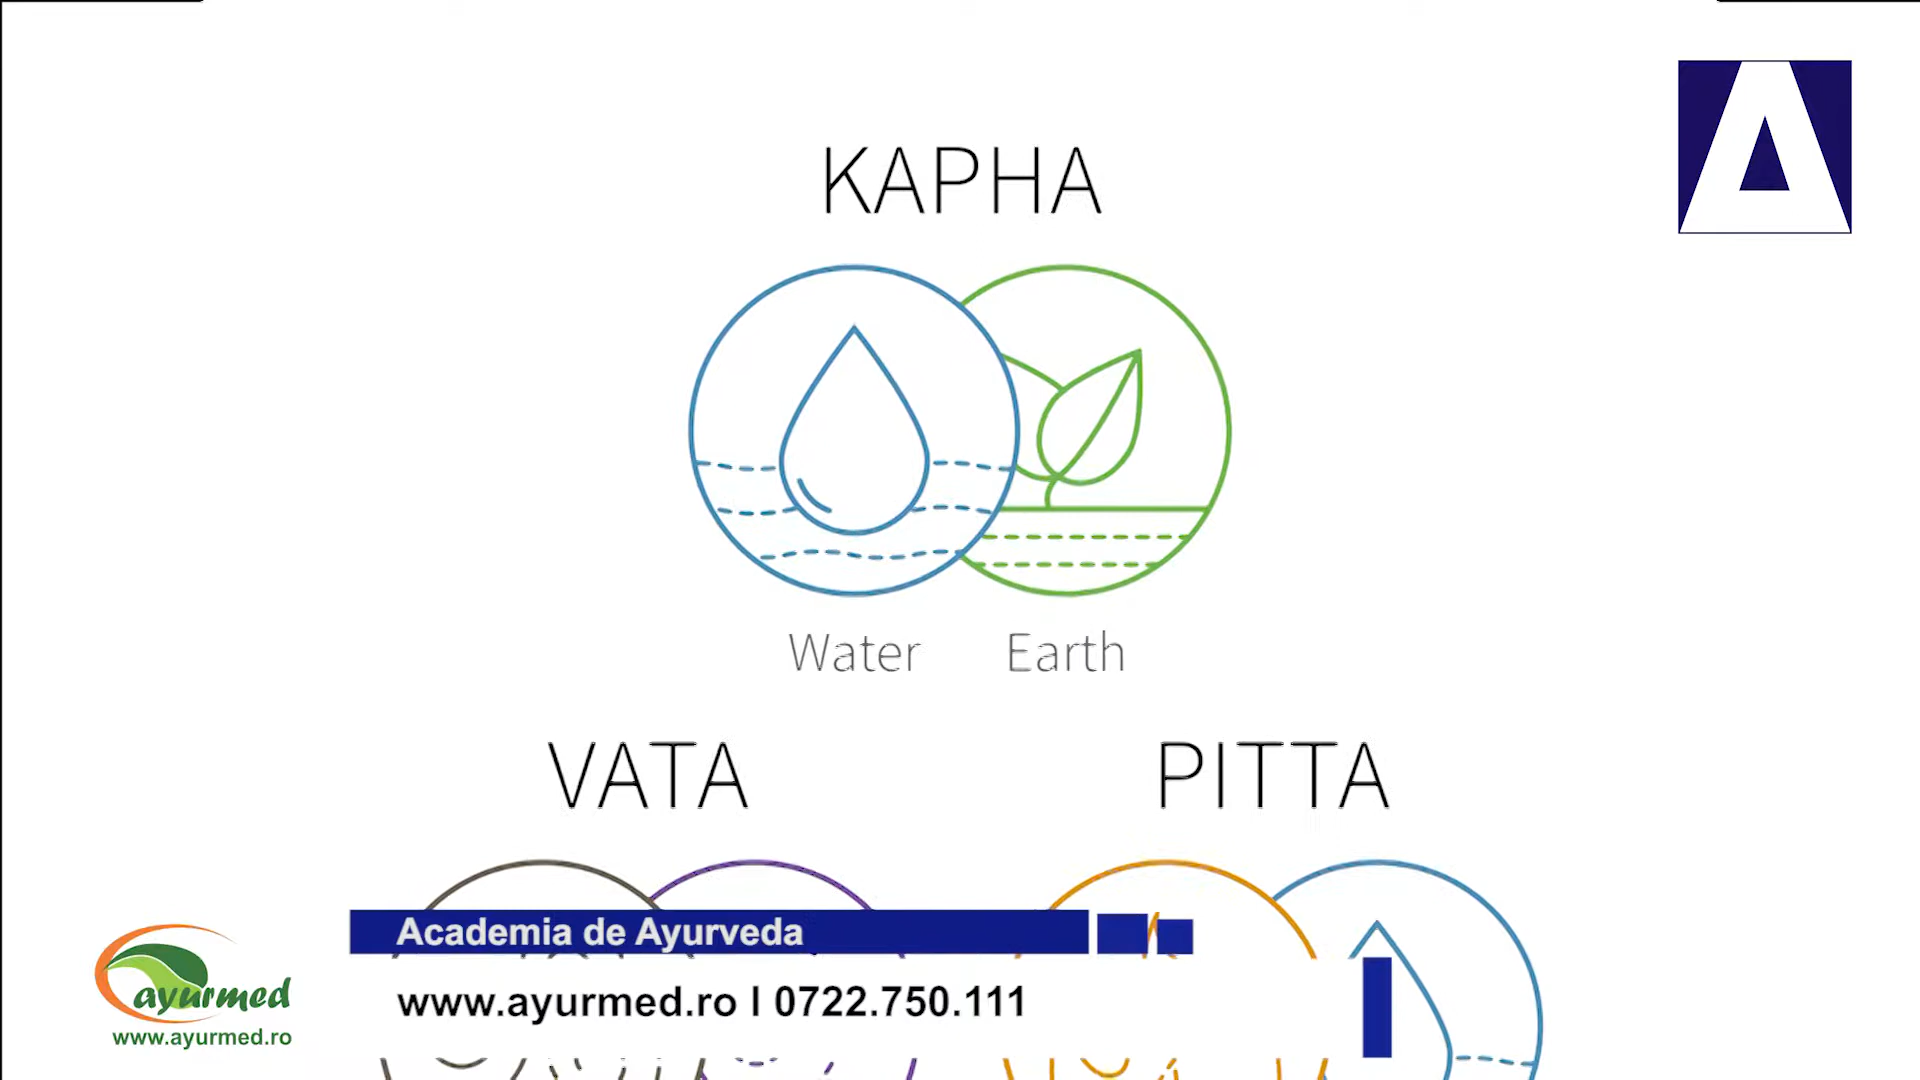 KAPHA
Water Earth
VATA PITTA
Academia de Ayurveda
www.ayurmed.ro I 0722.750.111
ayurmed
www.ayurmed.ro